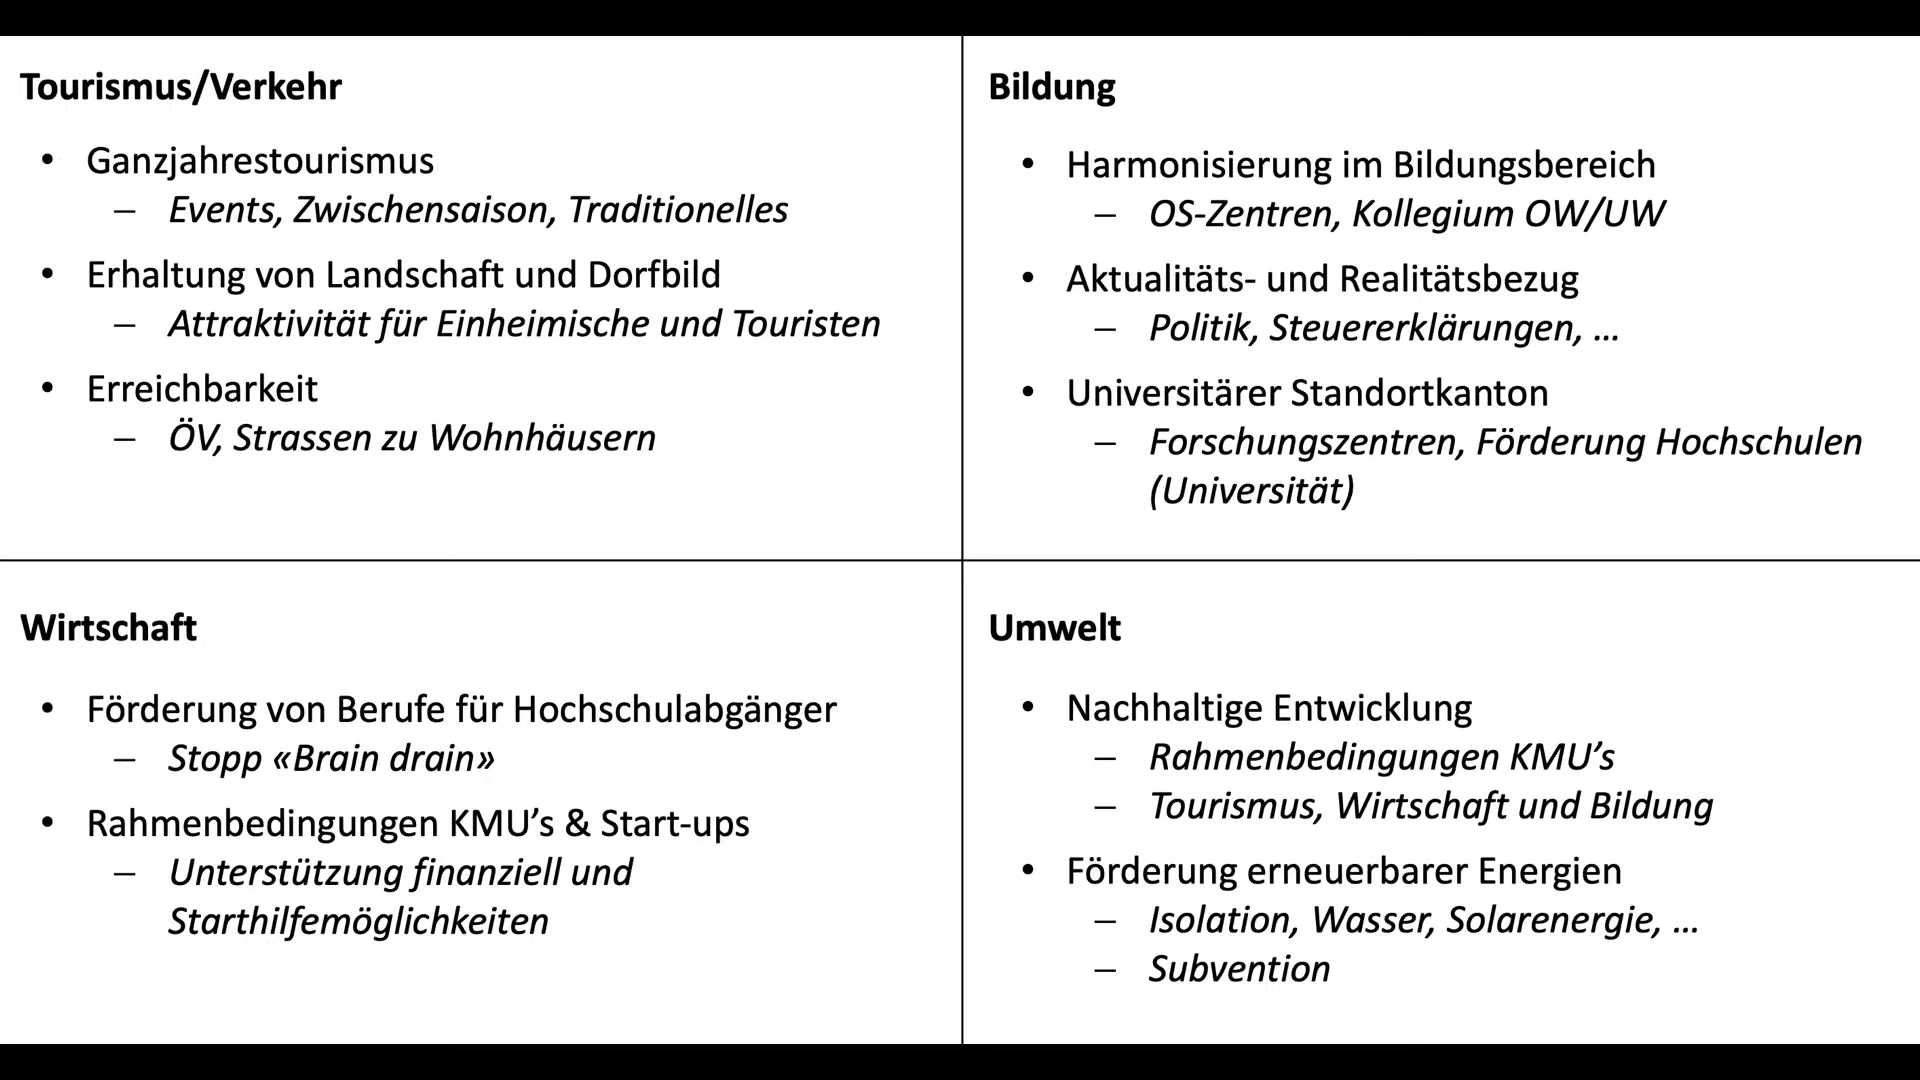 Tourismus/Verkehr
• Ganzjahrestourismus
– Events, Zwischensaison, Traditionelles
• Erhaltung von Landschaft und Dorfbild
– Attraktivität für Einheimische und Touristen
• Erreichbarkeit
– ÖV, Strassen zu Wohnhäusern
Bildung
• Harmonisierung im Bildungsbereich
– OS-Zentren, Kollegium OW/UW
• Aktualitäts- und Realitätsbezug
– Politik, Steuererklärungen, ...
• Universitärer Standortkanton
– Forschungszentren, Förderung Hochschulen
(Universität)
Wirtschaft
• Förderung von Berufe für Hochschulabgänger
– Stopp «Brain drain»
• Rahmenbedingungen KMU’s & Start-ups
– Unterstützung finanziell und
Starthilfemöglichkeiten
Umwelt
• Nachhaltige Entwicklung
– Rahmenbedingungen KMU’s
– Tourismus, Wirtschaft und Bildung
• Förderung erneuerbarer Energien
– Isolation, Wasser, Solarenergie, ...
– Subvention